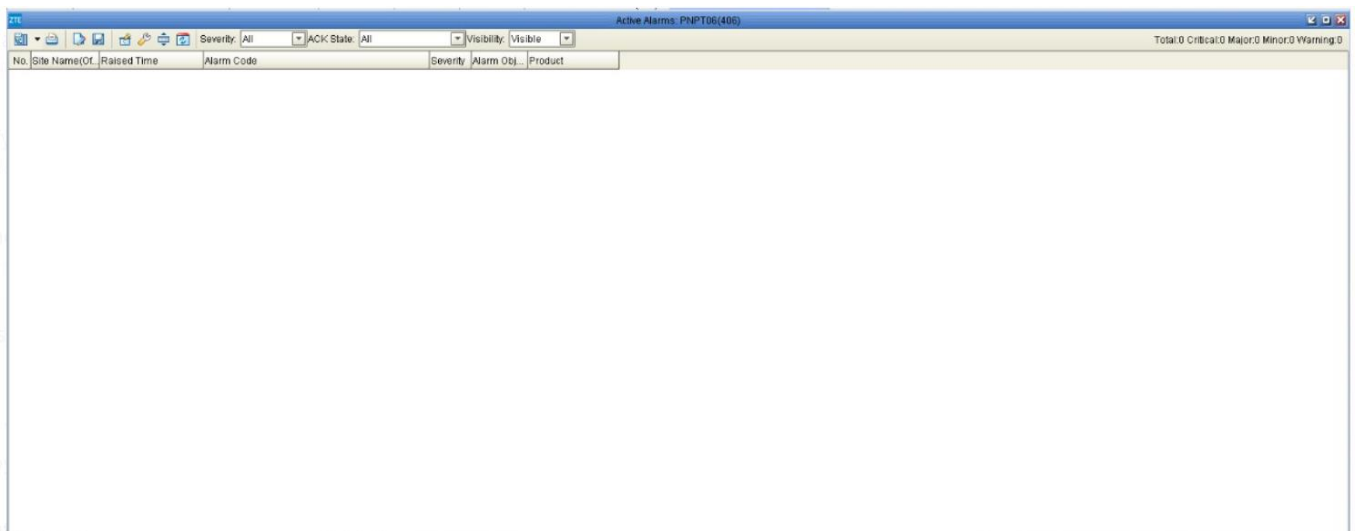 ZTE
Active Alarms: PNPT06(406)
Severity: All ACK State: All Visibility: Visible Total:0 Critical:0 Major:0 Minor:0 Warning:0
No. Site Name(Of... Raised Time Alarm Code Severity Alarm Obj... Product